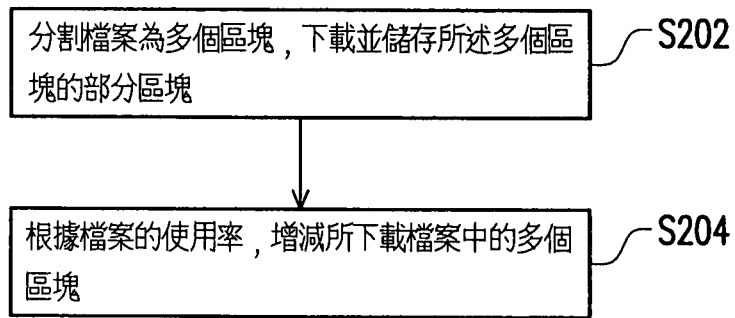 分割檔案為多個區塊，下載並儲存所述多個區
塊的部分區塊
S202
根據檔案的使用率，增減所下載檔案中的多個
區塊
S204